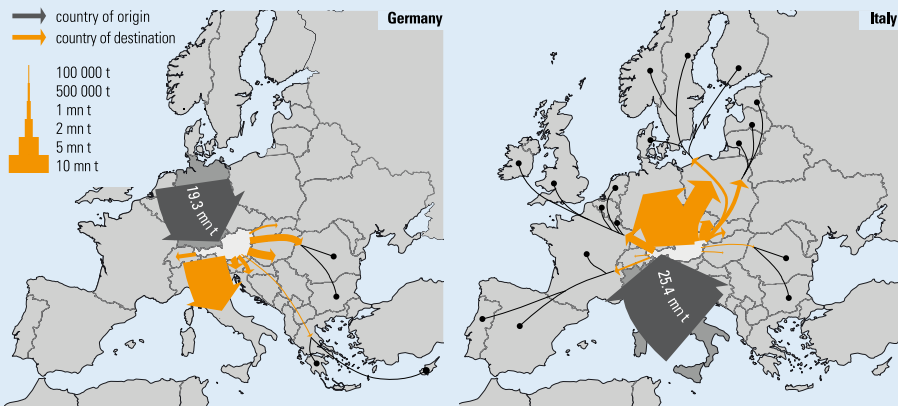 country of origin
country of destination
100 000 t
500 000 t
1 mn t
2 mn t
5 mn t
10 mn t
Germany
19.3 mn t
Italy
25.4 mn t